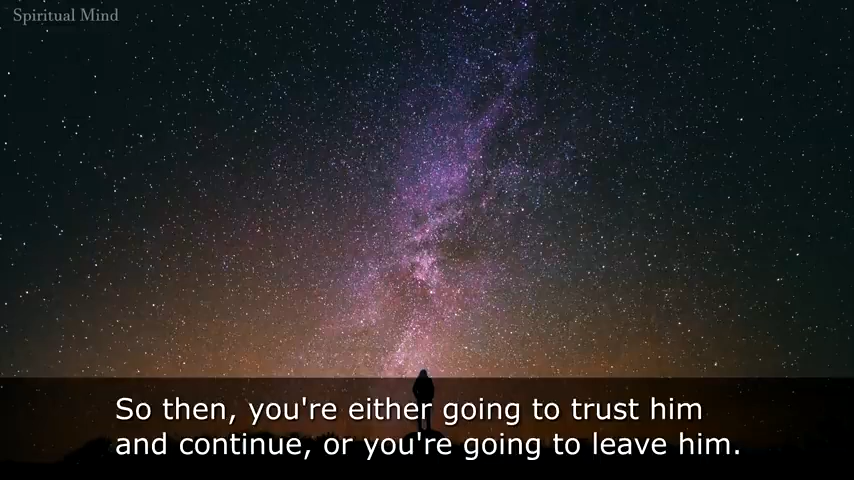 Spiritual Mind
So then, you're either going to trust him
and continue, or you're going to leave him.